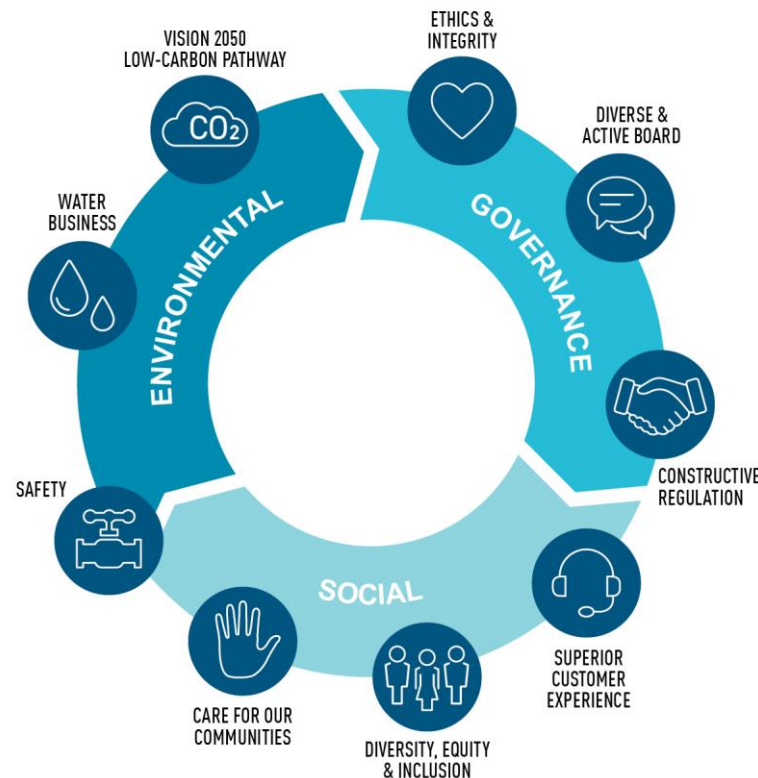 ETHICS &
INTEGRITY
DIVERSE &
ACTIVE BOARD
GOVERNANCE
CONSTRUCTIVE
REGULATION
SUPERIOR
CUSTOMER
EXPERIENCE
SOCIAL
DIVERSITY, EQUITY
& INCLUSION
CARE FOR OUR
COMMUNITIES
SAFETY
ENVIRONMENTAL
WATER
BUSINESS
VISION 2050
LOW-CARBON PATHWAY
CO₂